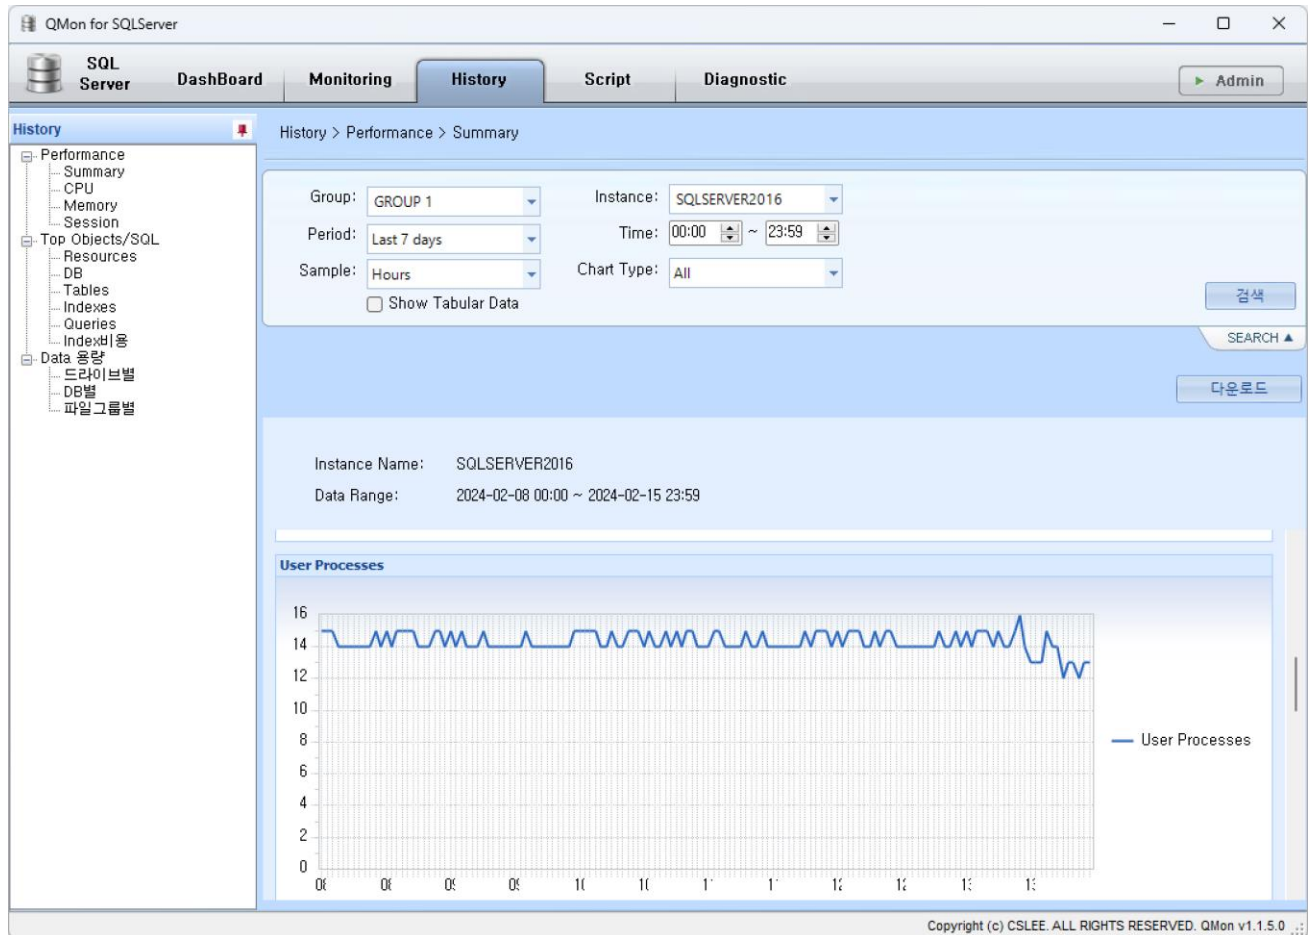 QMon for SQLServer
SQL Server
DashBoard
Monitoring
History
Script
Diagnostic
Admin
History
Performance
Summary
CPU
Memory
Session
Top Objects/SQL
Resources
DB
Tables
Indexes
Queries
Index비용
Data 용량
드라이브별
DB별
파일그룹별
History > Performance > Summary
Group: GROUP 1
Instance: SQLSERVER2016
Period: Last 7 days
Time: 00:00 ~ 23:59
Sample: Hours
Chart Type: All
Show Tabular Data
검색
SEARCH ▲
다운로드
Instance Name: SQLSERVER2016
Data Range: 2024-02-08 00:00 ~ 2024-02-15 23:59
User Processes
16
14
12
10
8
6
4
2
0
User Processes
Copyright (c) CSLEE. ALL RIGHTS RESERVED. QMon v1.1.5.0